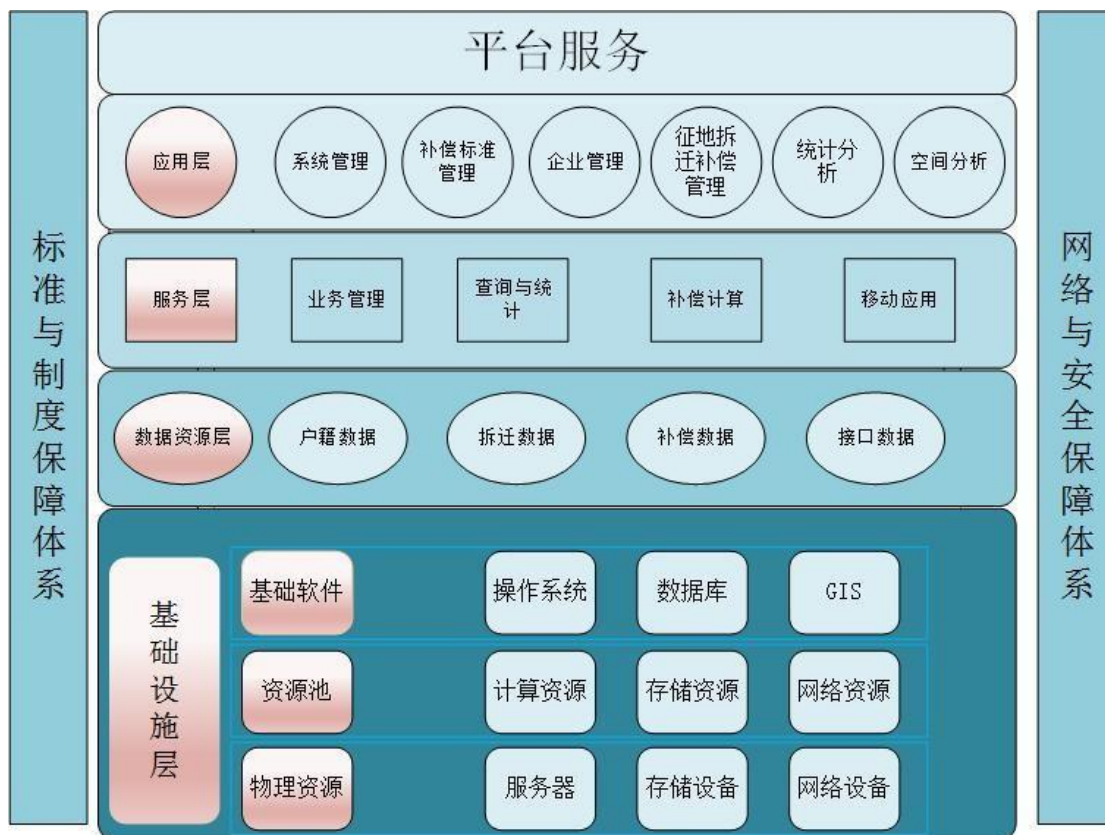 平台服务
标准与制度保障体系
网络与安全保障体系
应用层
系统管理
补偿标准
管理
企业管理
征地拆
迁补偿
管理
统计分
析
空间分析
服务层
业务管理
查询与统
计
补偿计算
移动应用
数据资源层
户籍数据
拆迁数据
补偿数据
接口数据
基础设施层
基础软件
操作系统
数据库
GIS
资源池
计算资源
存储资源
网络资源
物理资源
服务器
存储设备
网络设备